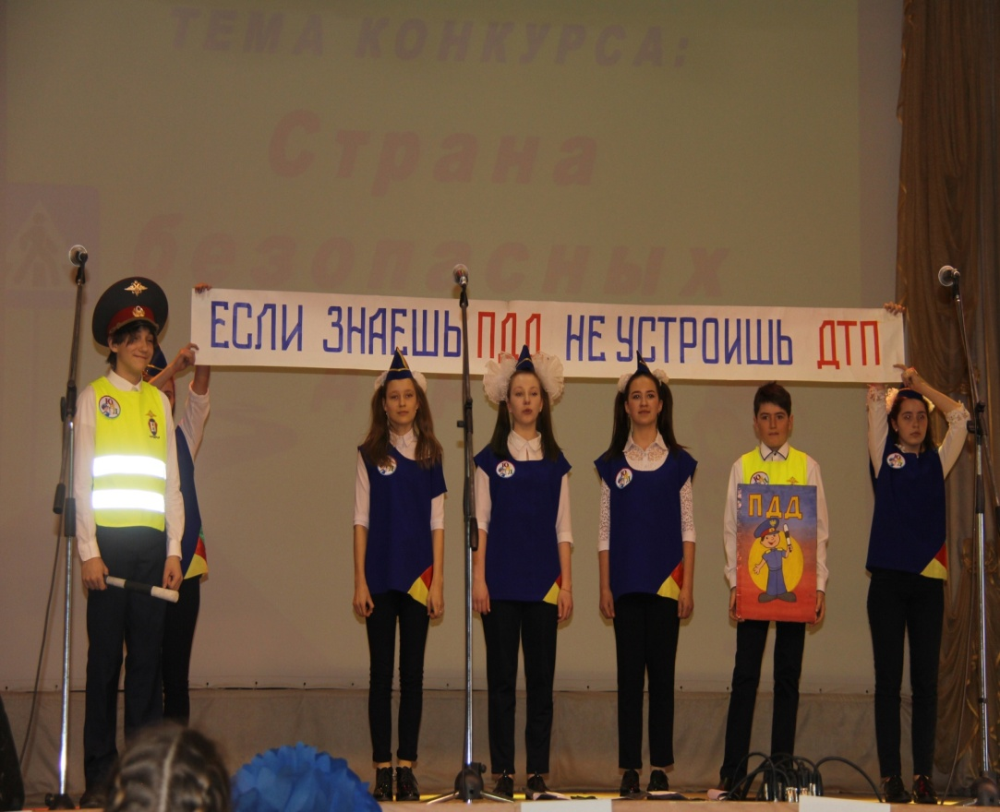 ТЕМА КОНКУРСА:
Страна
безопасных
ЕСЛИ ЗНАЕШЬ ПДД НЕ УСТРОИШЬ ДТП
ПДД